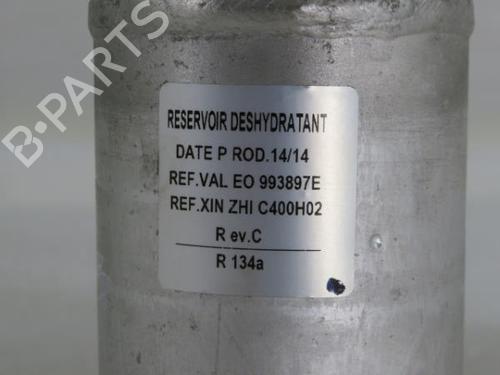 RESERVOIR DESHYDRATANT
DATE P ROD.14/14
REF.VAL EO 993897E
REF.XIN ZHI C400H02
R ev.C
R 134a
B-PARTS